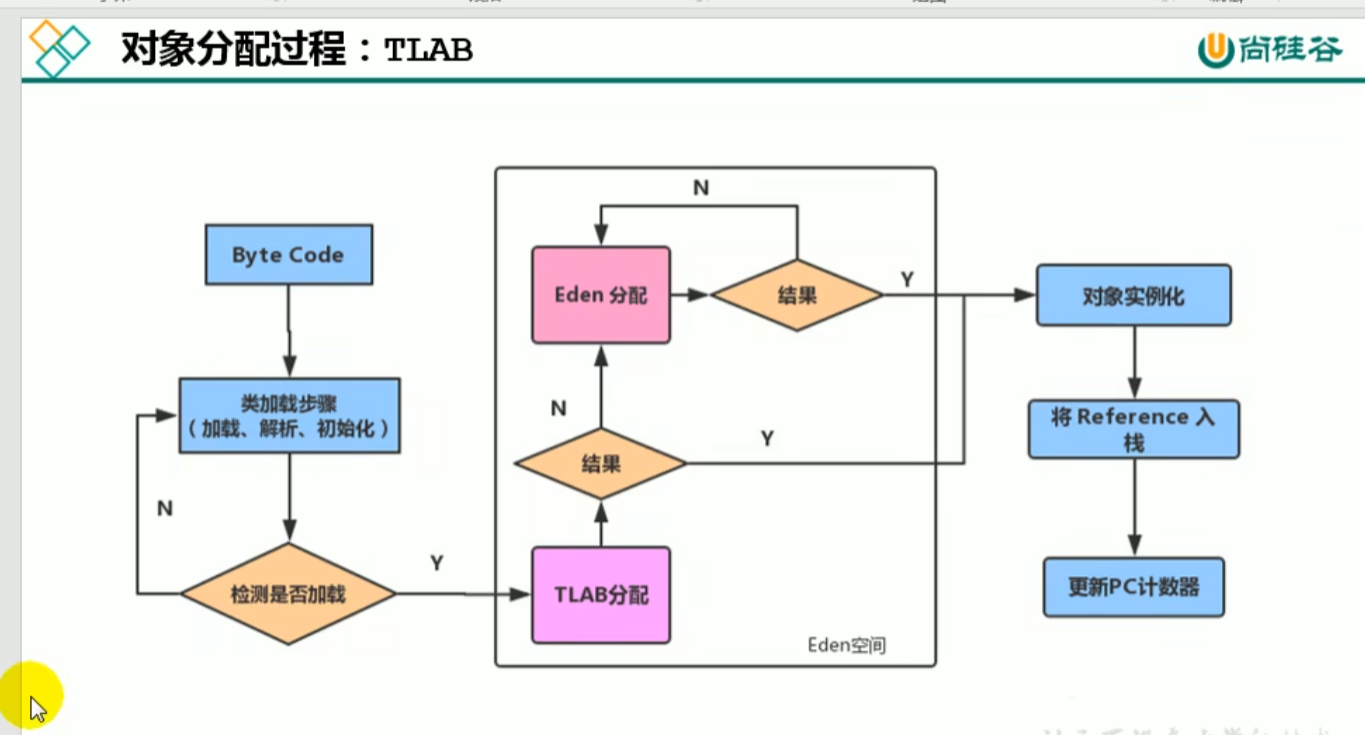 对象分配过程：TLAB
尚硅谷
Byte Code
类加载步骤
（加载、解析、初始化）
N
检测是否加载
Y
N
Eden 分配
结果
Y
N
结果
Y
TLAB分配
Eden空间
对象实例化
将 Reference 入
栈
更新PC计数器